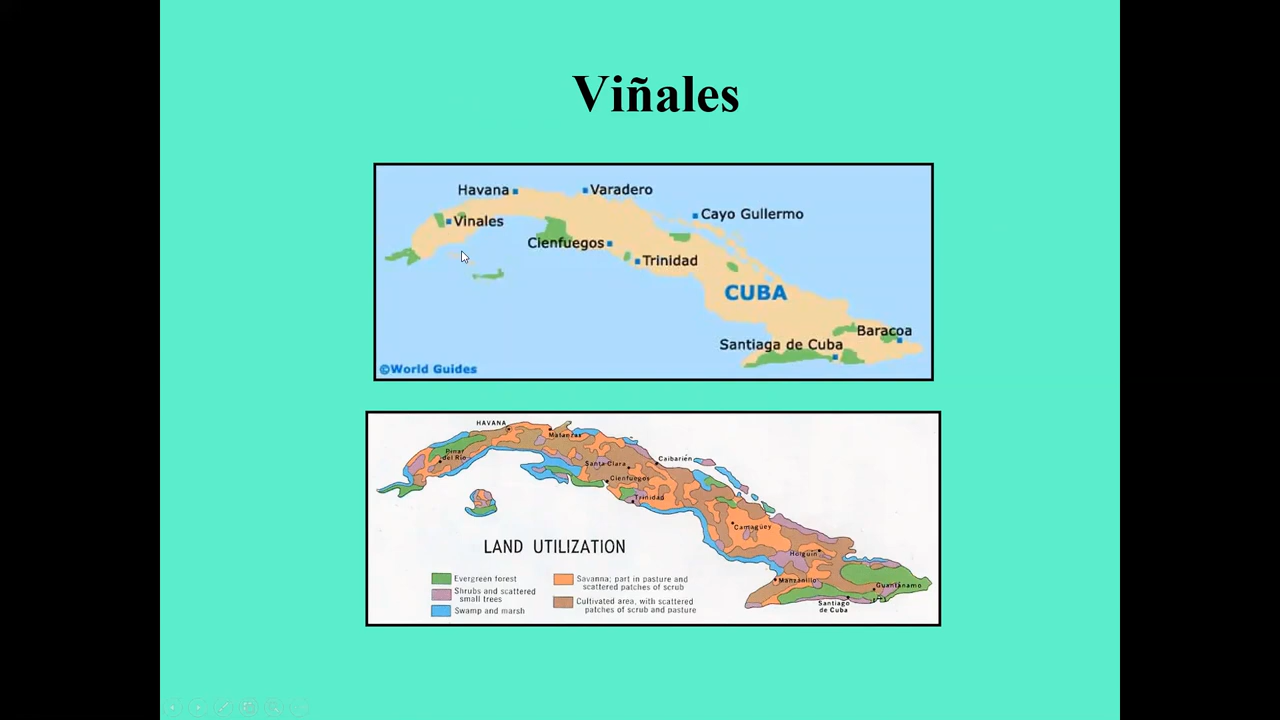 Viñales
Havana
Varadero
Cayo Gullermo
Vinales
Cienfuegos
Trinidad
CUBA
Baracoa
Santiaga de Cuba
©World Guides
HAVANA
Matanzas
Pinar
del Río
Caibarién
Santa Clara
Cienfuegos
Trinidad
Camagüey
LAND UTILIZATION
Holguín
Manzanillo
Guantánamo
Santiago
de Cuba
Evergreen forest
Shrubs and scattered
small trees
Swamp and marsh
Savanna; part in pasture and
scattered patches of scrub
Cultivated area, with scattered
patches of scrub and pasture